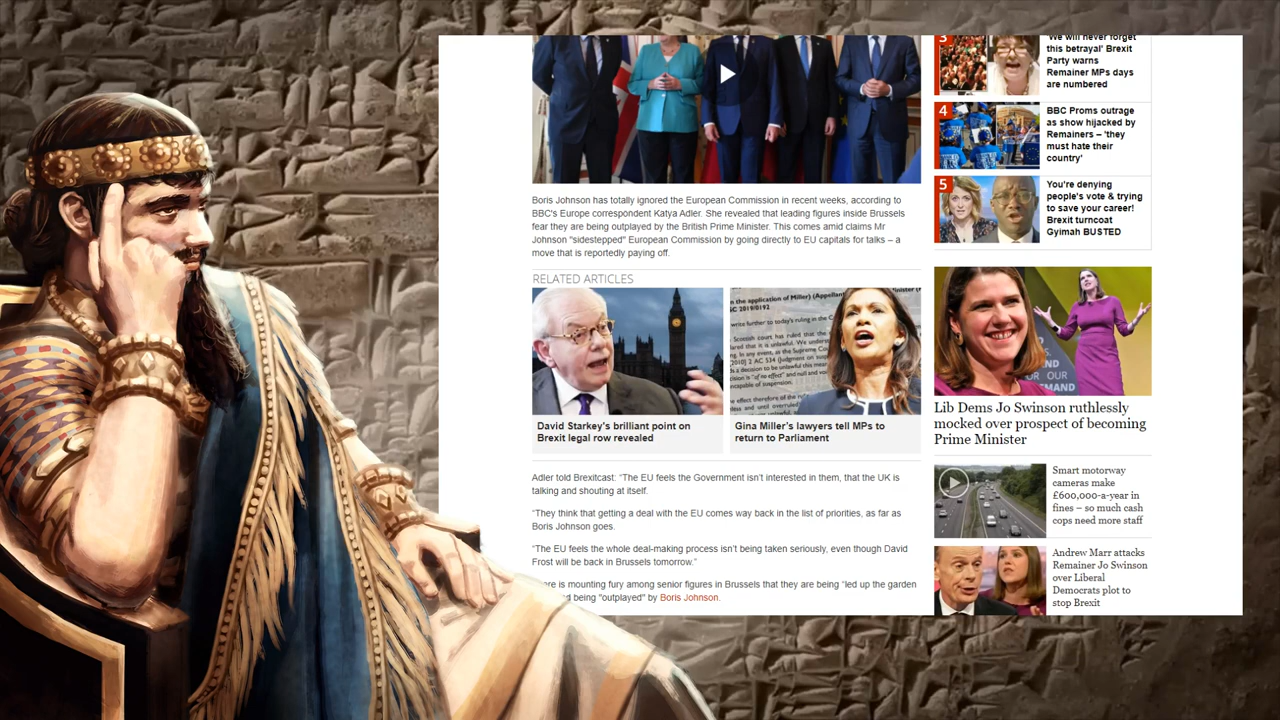 Boris Johnson has totally ignored the European Commission in recent weeks, according to
BBC's Europe correspondent Katya Adler. She revealed that leading figures inside Brussels
fear they are being outplayed by the British Prime Minister. This comes amid claims Mr
Johnson "sidestepped" European Commission by going directly to EU capitals for talks – a
move that is reportedly paying off.
RELATED ARTICLES
in the application of Miller) (Appellant
David Starkey's brilliant point on
Brexit legal row revealed
Gina Miller's lawyers tell MPs to
return to Parliament
Adler told Brexitcast: “The EU feels the Government isn’t interested in them, that the UK is
talking and shouting at itself.
“They think that getting a deal with the EU comes way back in the list of priorities, as far as
Boris Johnson goes.
“The EU feels the whole deal-making process isn’t being taken seriously, even though David
Frost will be back in Brussels tomorrow.”
is mounting fury among senior figures in Brussels that they are being “led up the garden
being "outplayed" by Boris Johnson.
3
'We will never forget
this betrayal' Brexit
Party warns
Remainer MPs days
are numbered
4
BBC Proms outrage
as show hijacked by
Remainers – 'they
must hate their
country'
5
You're denying
people's vote & trying
to save your career!
Brexit turncoat
Gyimah BUSTED
Lib Dems Jo Swinson ruthlessly
mocked over prospect of becoming
Prime Minister
Smart motorway
cameras make
£600,000-a-year in
fines – so much cash
cops need more staff
Andrew Marr attacks
Remainer Jo Swinson
over Liberal
Democrats plot to
stop Brexit